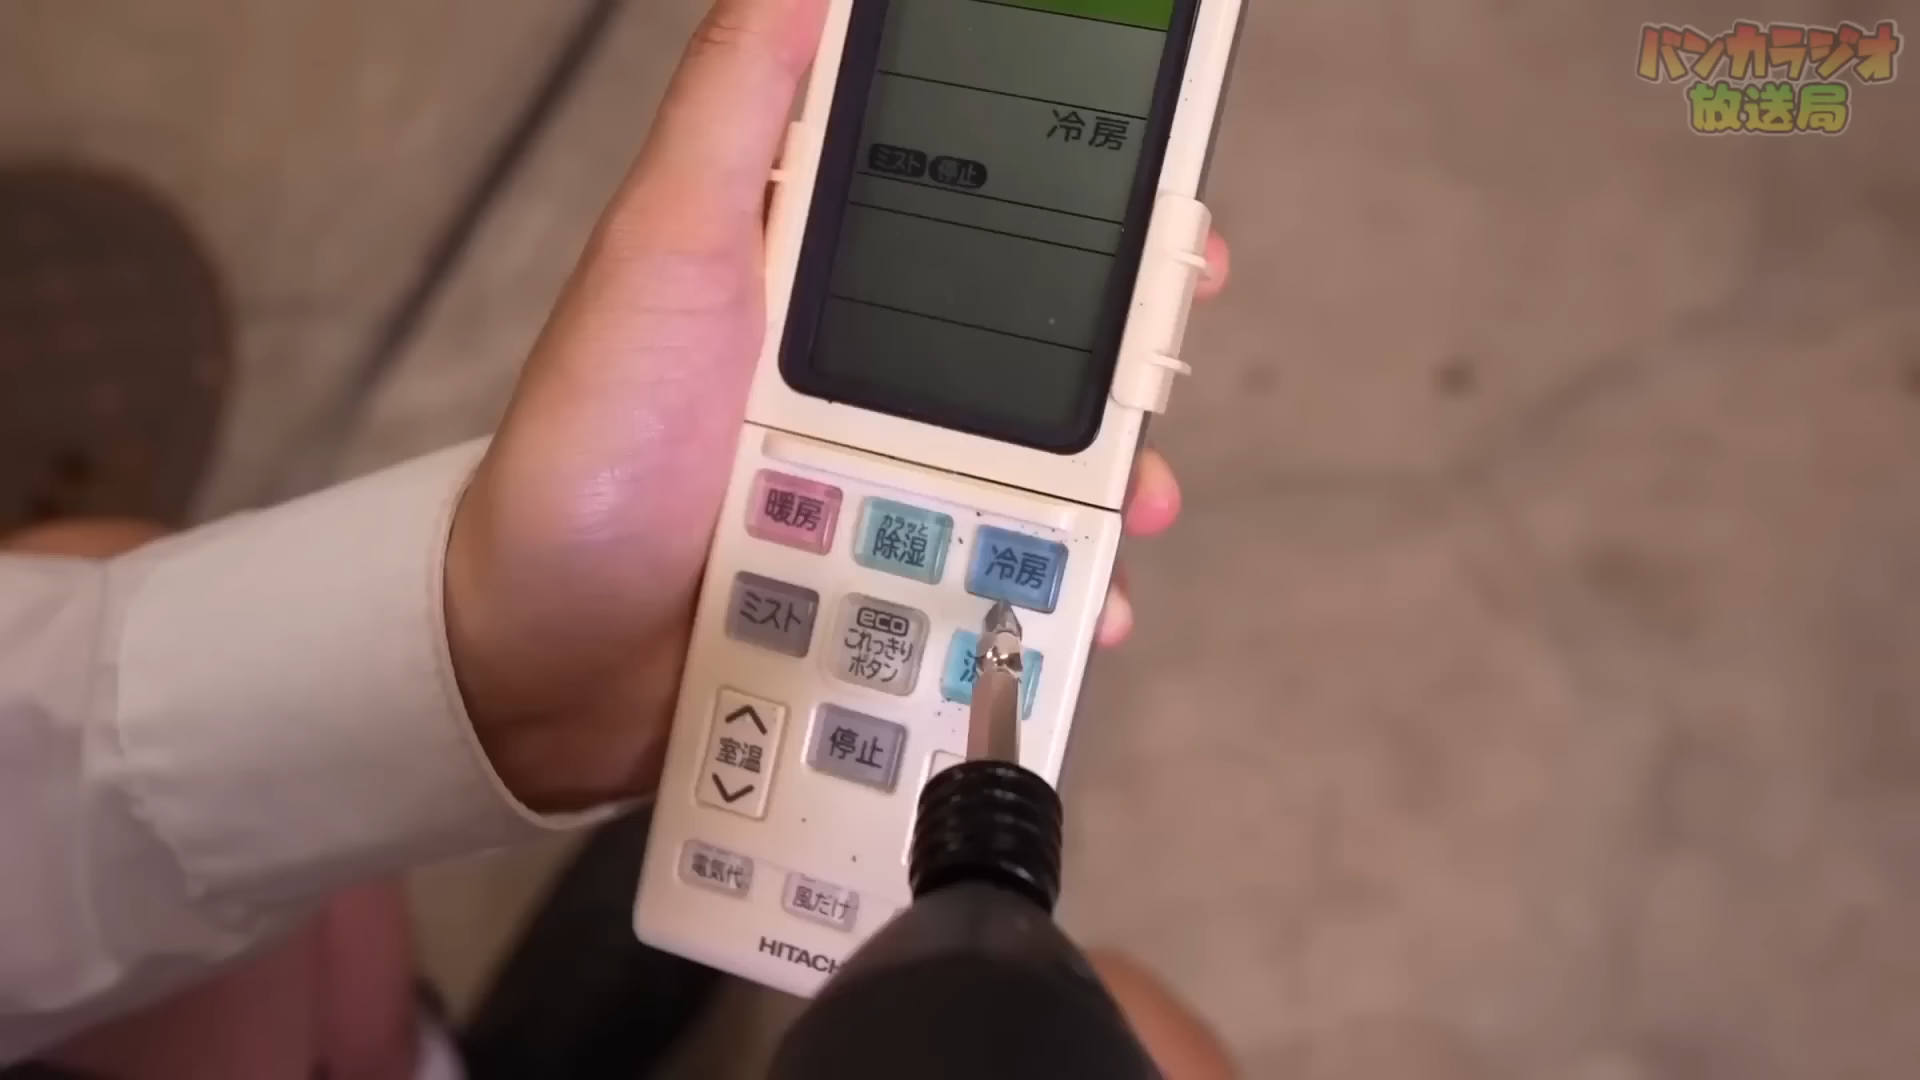 バンカラジオ
放送局
冷房
ミスト 停止
暖房
カラッと
除湿
冷房
ミスト
eco
これっきり
ボタン
室温
停止
電気代
風だけ